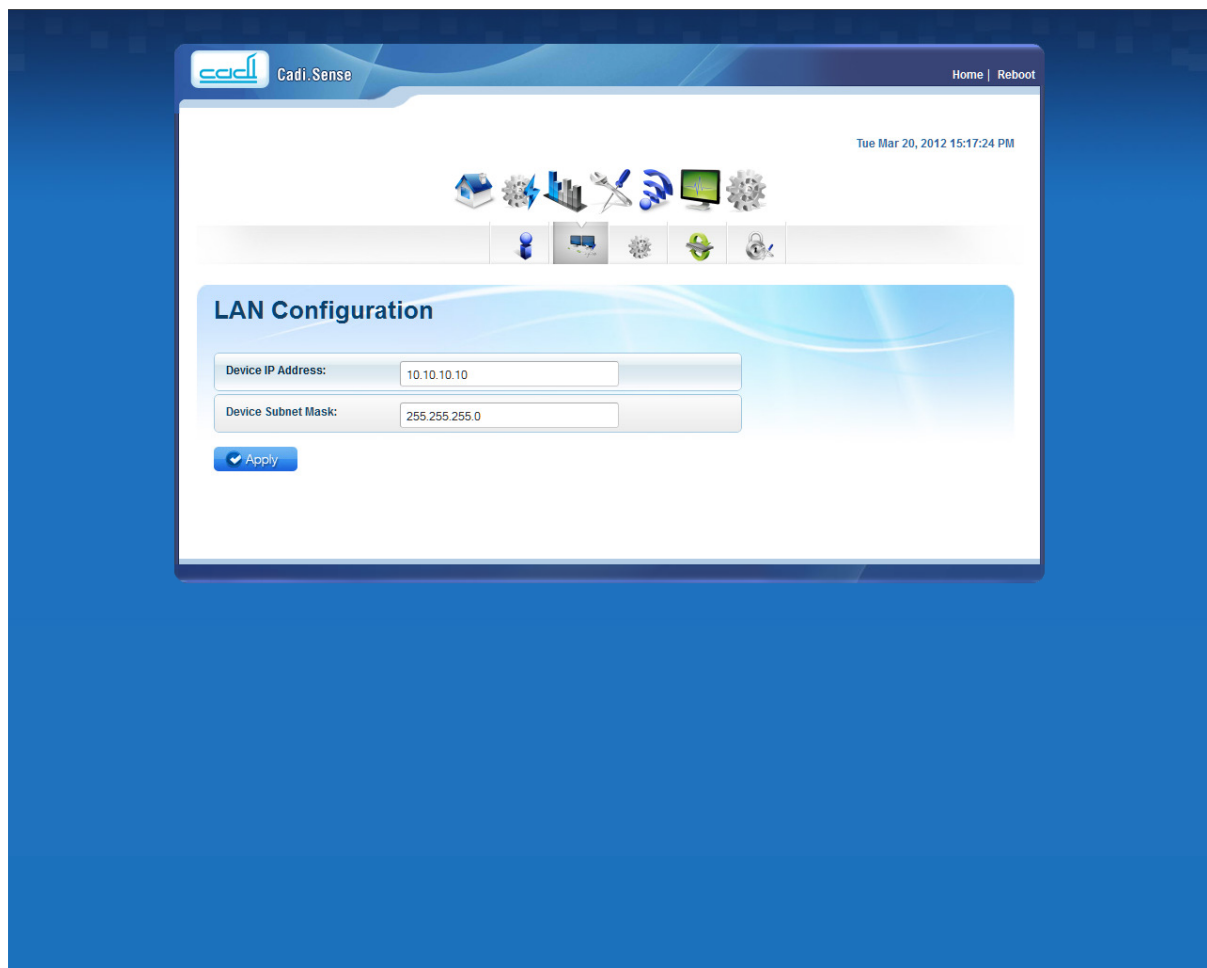 cadi Cadi.Sense
Home | Reboot
Tue Mar 20, 2012 15:17:24 PM
LAN Configuration
Device IP Address: 10.10.10.10
Device Subnet Mask: 255.255.255.0
Apply